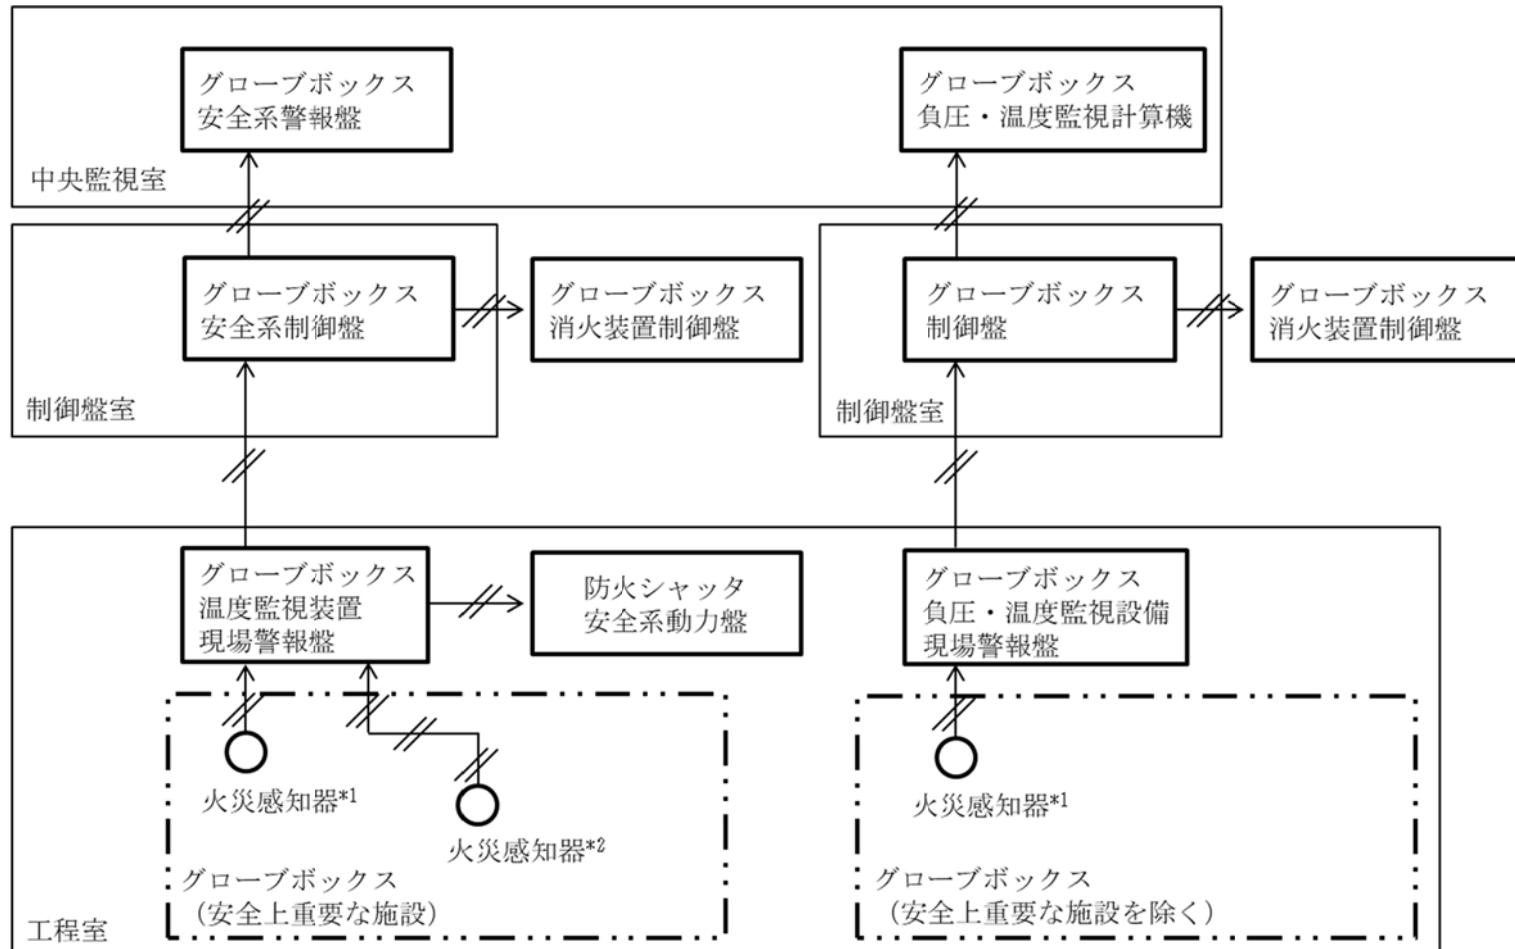 グローブボックス
安全系警報盤
グローブボックス
負圧・温度監視計算機
中央監視室
グローブボックス
安全系制御盤
グローブボックス
消火装置制御盤
グローブボックス
制御盤
グローブボックス
消火装置制御盤
制御盤室
制御盤室
グローブボックス
温度監視装置
現場警報盤
防火シャッタ
安全系動力盤
グローブボックス
負圧・温度監視設備
現場警報盤
火災感知器*1
火災感知器*2
火災感知器*1
グローブボックス
（安全上重要な施設）
グローブボックス
（安全上重要な施設を除く）
工程室